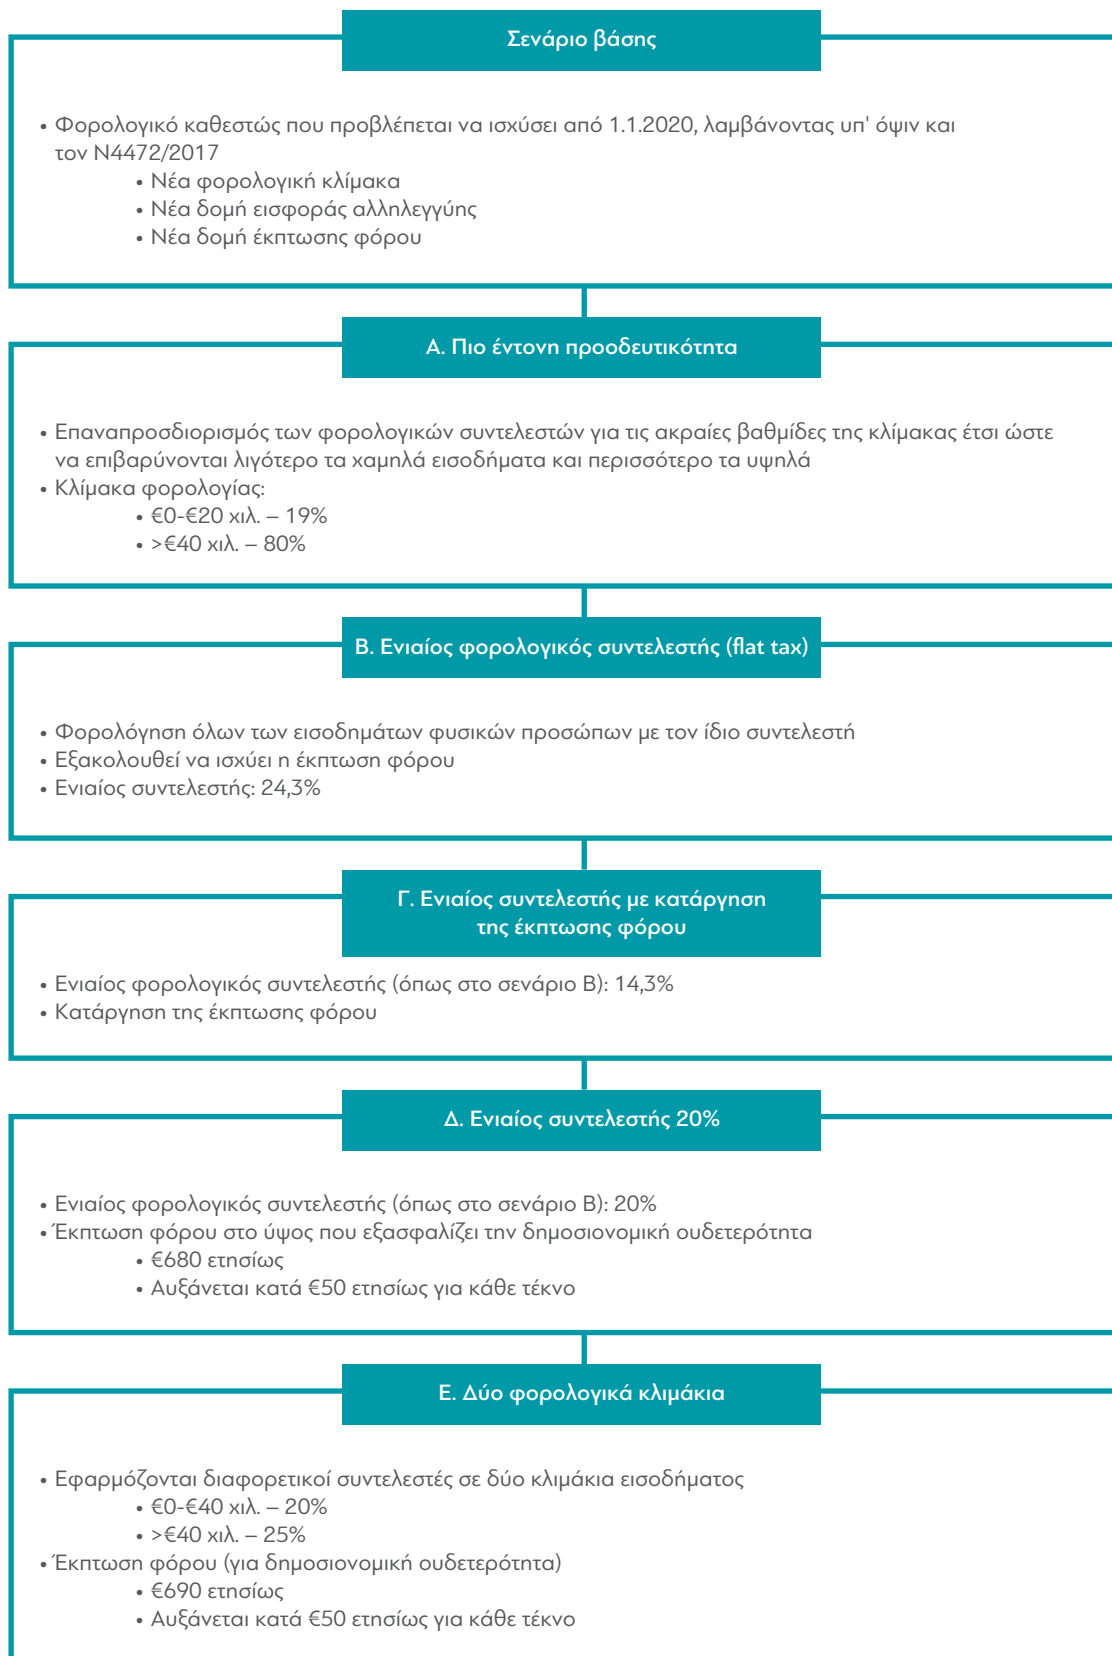 Σενάριο βάσης
• Φορολογικό καθεστώς που προβλέπεται να ισχύσει από 1.1.2020, λαμβάνοντας υπ' όψιν και
τον Ν4472/2017
• Νέα φορολογική κλίμακα
• Νέα δομή εισφοράς αλληλεγγύης
• Νέα δομή έκπτωσης φόρου
Α. Πιο έντονη προοδευτικότητα
• Επαναπροσδιορισμός των φορολογικών συντελεστών για τις ακραίες βαθμίδες της κλίμακας έτσι ώστε
να επιβαρύνονται λιγότερο τα χαμηλά εισοδήματα και περισσότερο τα υψηλά
• Κλίμακα φορολογίας:
• €0-€20 χιλ. – 19%
• >€40 χιλ. – 80%
Β. Ενιαίος φορολογικός συντελεστής (flat tax)
• Φορολόγηση όλων των εισοδημάτων φυσικών προσώπων με τον ίδιο συντελεστή
• Εξακολουθεί να ισχύει η έκπτωση φόρου
• Ενιαίος συντελεστής: 24,3%
Γ. Ενιαίος συντελεστής με κατάργηση
της έκπτωσης φόρου
• Ενιαίος φορολογικός συντελεστής (όπως στο σενάριο Β): 14,3%
• Κατάργηση της έκπτωσης φόρου
Δ. Ενιαίος συντελεστής 20%
• Ενιαίος φορολογικός συντελεστής (όπως στο σενάριο Β): 20%
• Έκπτωση φόρου στο ύψος που εξασφαλίζει την δημοσιονομική ουδετερότητα
• €680 ετησίως
• Αυξάνεται κατά €50 ετησίως για κάθε τέκνο
Ε. Δύο φορολογικά κλιμάκια
• Εφαρμόζονται διαφορετικοί συντελεστές σε δύο κλιμάκια εισοδήματος
• €0-€40 χιλ. – 20%
• >€40 χιλ. – 25%
• Έκπτωση φόρου (για δημοσιονομική ουδετερότητα)
• €690 ετησίως
• Αυξάνεται κατά €50 ετησίως για κάθε τέκνο